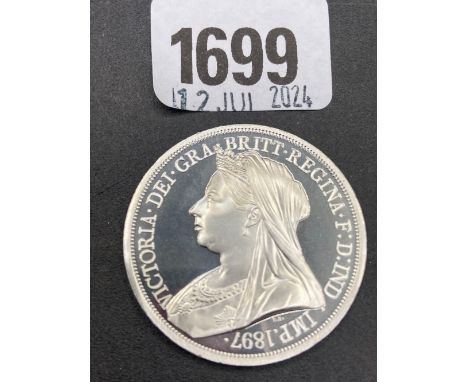 1699
12 JUL 2024
VICTORIA·DEI·GRA·BRITT·REGINA·F·D·IND IMP·1897·